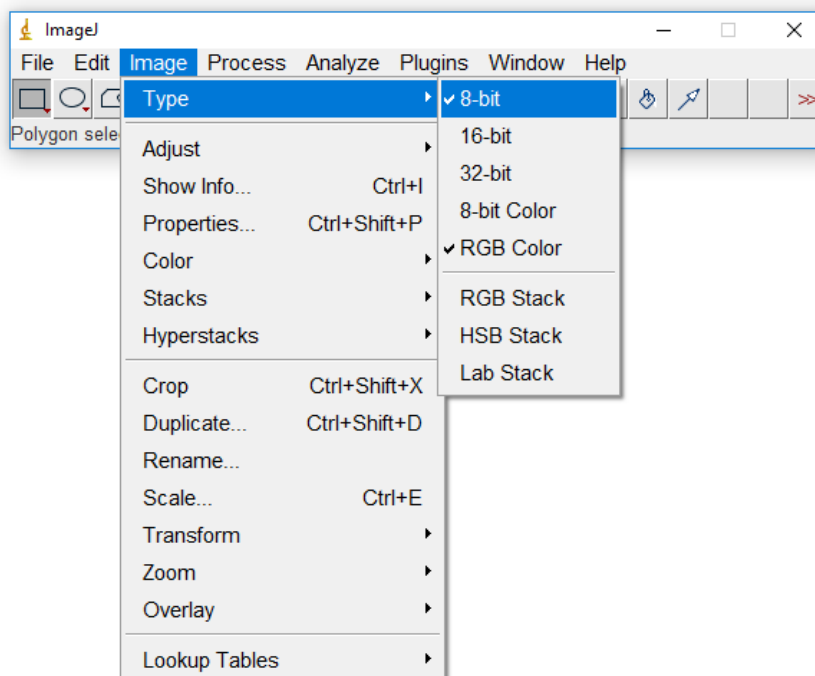 ImageJ
File Edit Image Process Analyze Plugins Window Help
Polygon sele
Type
Adjust
Show Info... Ctrl+I
Properties... Ctrl+Shift+P
Color
Stacks
Hyperstacks
Crop Ctrl+Shift+X
Duplicate... Ctrl+Shift+D
Rename...
Scale... Ctrl+E
Transform
Zoom
Overlay
Lookup Tables
8-bit
16-bit
32-bit
8-bit Color
RGB Color
RGB Stack
HSB Stack
Lab Stack